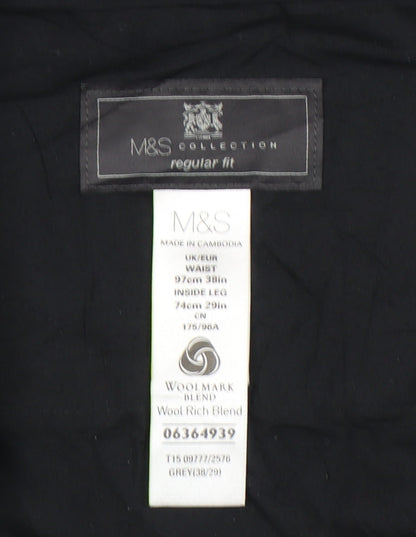 M&S COLLECTION
regular fit
M&S
MADE IN CAMBODIA
UK/EUR
WAIST
97cm 38in
INSIDE LEG
74cm 29in
CN
175/96A
WOOLMARK
BLEND
Wool Rich Blend
06364939
T15 09777/2576
GREY(38/29)